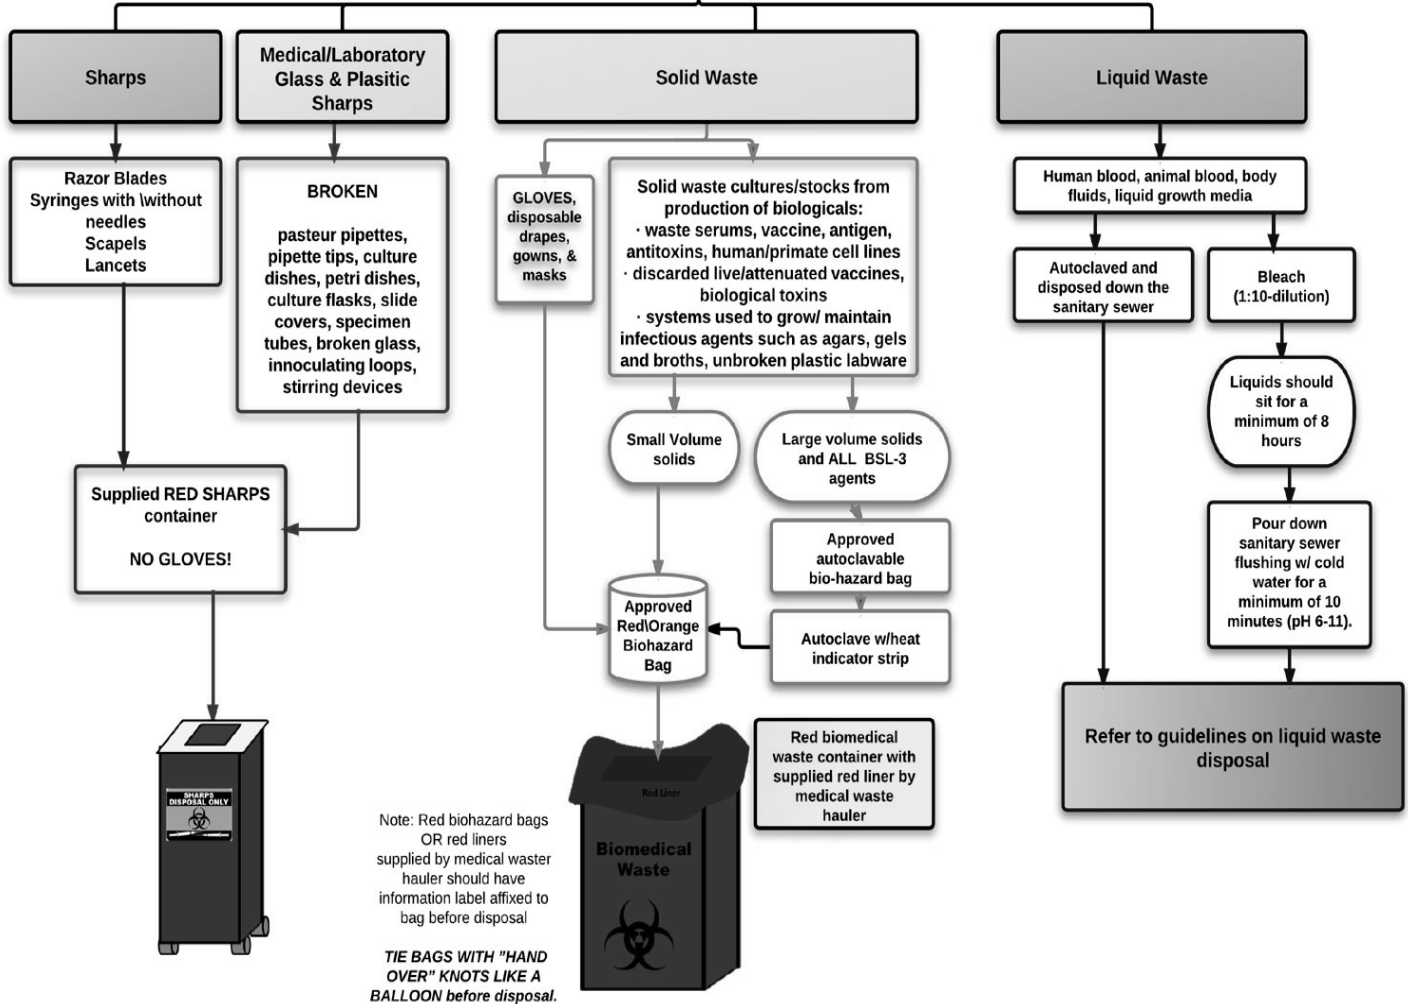 Sharps
Medical/Laboratory
Glass & Plasitic
Sharps
Solid Waste
Liquid Waste
Razor Blades
Syringes with \without
needles
Scapels
Lancets
BROKEN
pasteur pipettes,
pipette tips, culture
dishes, petri dishes,
culture flasks, slide
covers, specimen
tubes, broken glass,
innoculating loops,
stirring devices
GLOVES,
disposable
drapes,
gowns, &
masks
Solid waste cultures/stocks from
production of biologicals:
· waste serums, vaccine, antigen,
antitoxins, human/primate cell lines
· discarded live/attenuated vaccines,
biological toxins
· systems used to grow/ maintain
infectious agents such as agars, gels
and broths, unbroken plastic labware
Human blood, animal blood, body
fluids, liquid growth media
Autoclaved and
disposed down the
sanitary sewer
Bleach
(1:10-dilution)
Liquids should
sit for a
minimum of 8
hours
Small Volume
solids
Large volume solids
and ALL BSL-3
agents
Supplied RED SHARPS
container
NO GLOVES!
Approved
autoclavable
bio-hazard bag
Pour down
sanitary sewer
flushing w/ cold
water for a
minimum of 10
minutes (pH 6-11).
Approved
Red\Orange
Biohazard
Bag
Autoclave w/heat
indicator strip
Refer to guidelines on liquid waste
disposal
Red biomedical
waste container with
supplied red liner by
medical waste
hauler
SHARPS
DISPOSAL ONLY
Red Liner
Biomedical
Waste
Note: Red biohazard bags
OR red liners
supplied by medical waster
hauler should have
information label affixed to
bag before disposal
TIE BAGS WITH "HAND
OVER" KNOTS LIKE A
BALLOON before disposal.